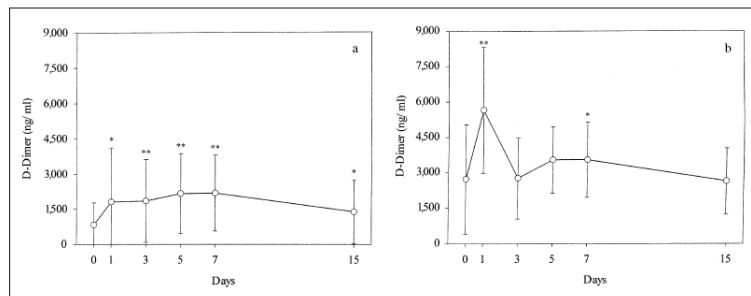 9,000
7,500
6,000
4,500
3,000
1,500
0
D-Dimer (ng/ ml)
a
*
**
**
**
*
0 1 3 5 7 15
Days
9,000
7,500
6,000
4,500
3,000
1,500
0
D-Dimer (ng/ ml)
b
**
*
0 1 3 5 7 15
Days